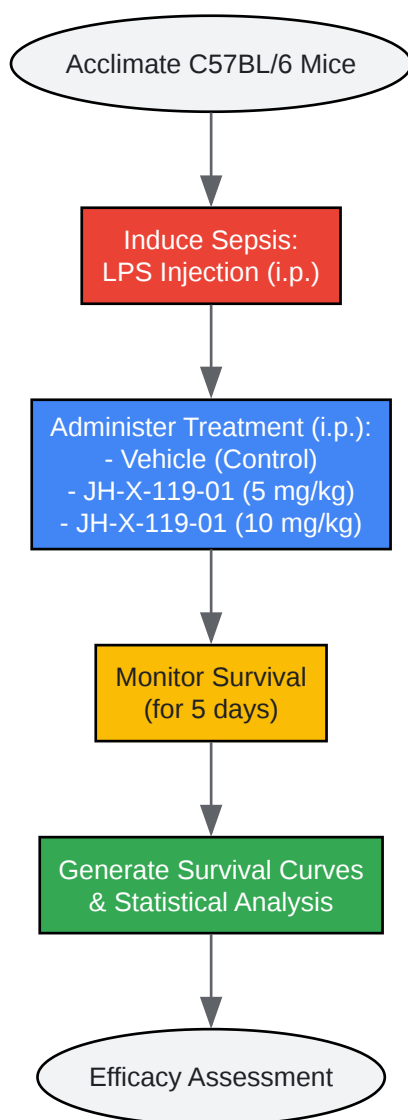 Acclimate C57BL/6 Mice
Induce Sepsis:
LPS Injection (i.p.)
Administer Treatment (i.p.):
- Vehicle (Control)
- JH-X-119-01 (5 mg/kg)
- JH-X-119-01 (10 mg/kg)
Monitor Survival
(for 5 days)
Generate Survival Curves
& Statistical Analysis
Efficacy Assessment